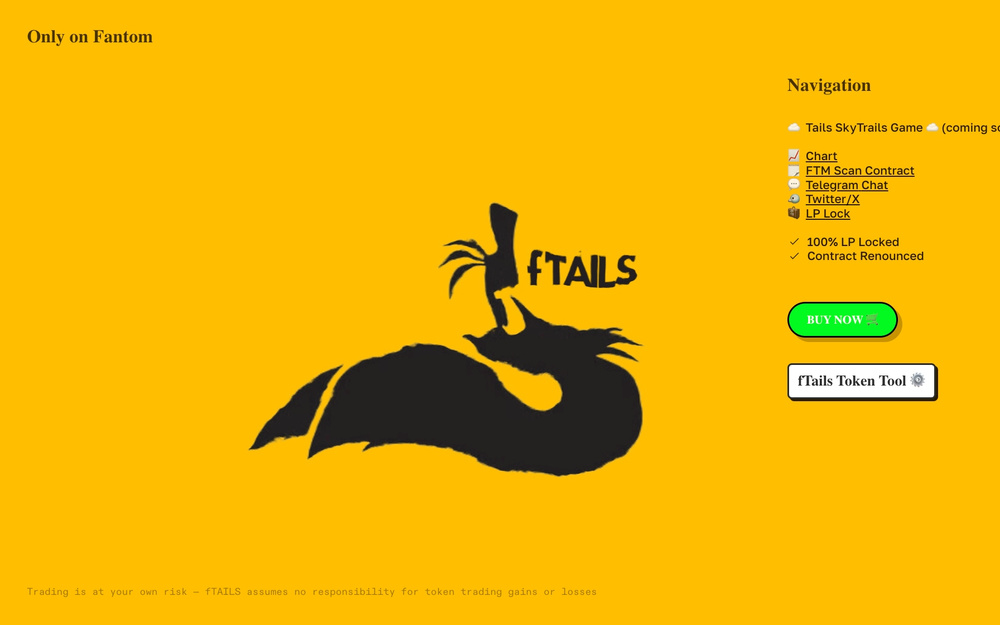 Only on Fantom
Navigation
Tails SkyTrails Game ☁️ (coming
Chart
FTM Scan Contract
Telegram Chat
Twitter/X
LP Lock
✓ 100% LP Locked
✓ Contract Renounced
fTAILS
BUY NOW
fTails Token Tool
Trading is at your own risk — fTAILS assumes no responsibility for token trading gains or losses